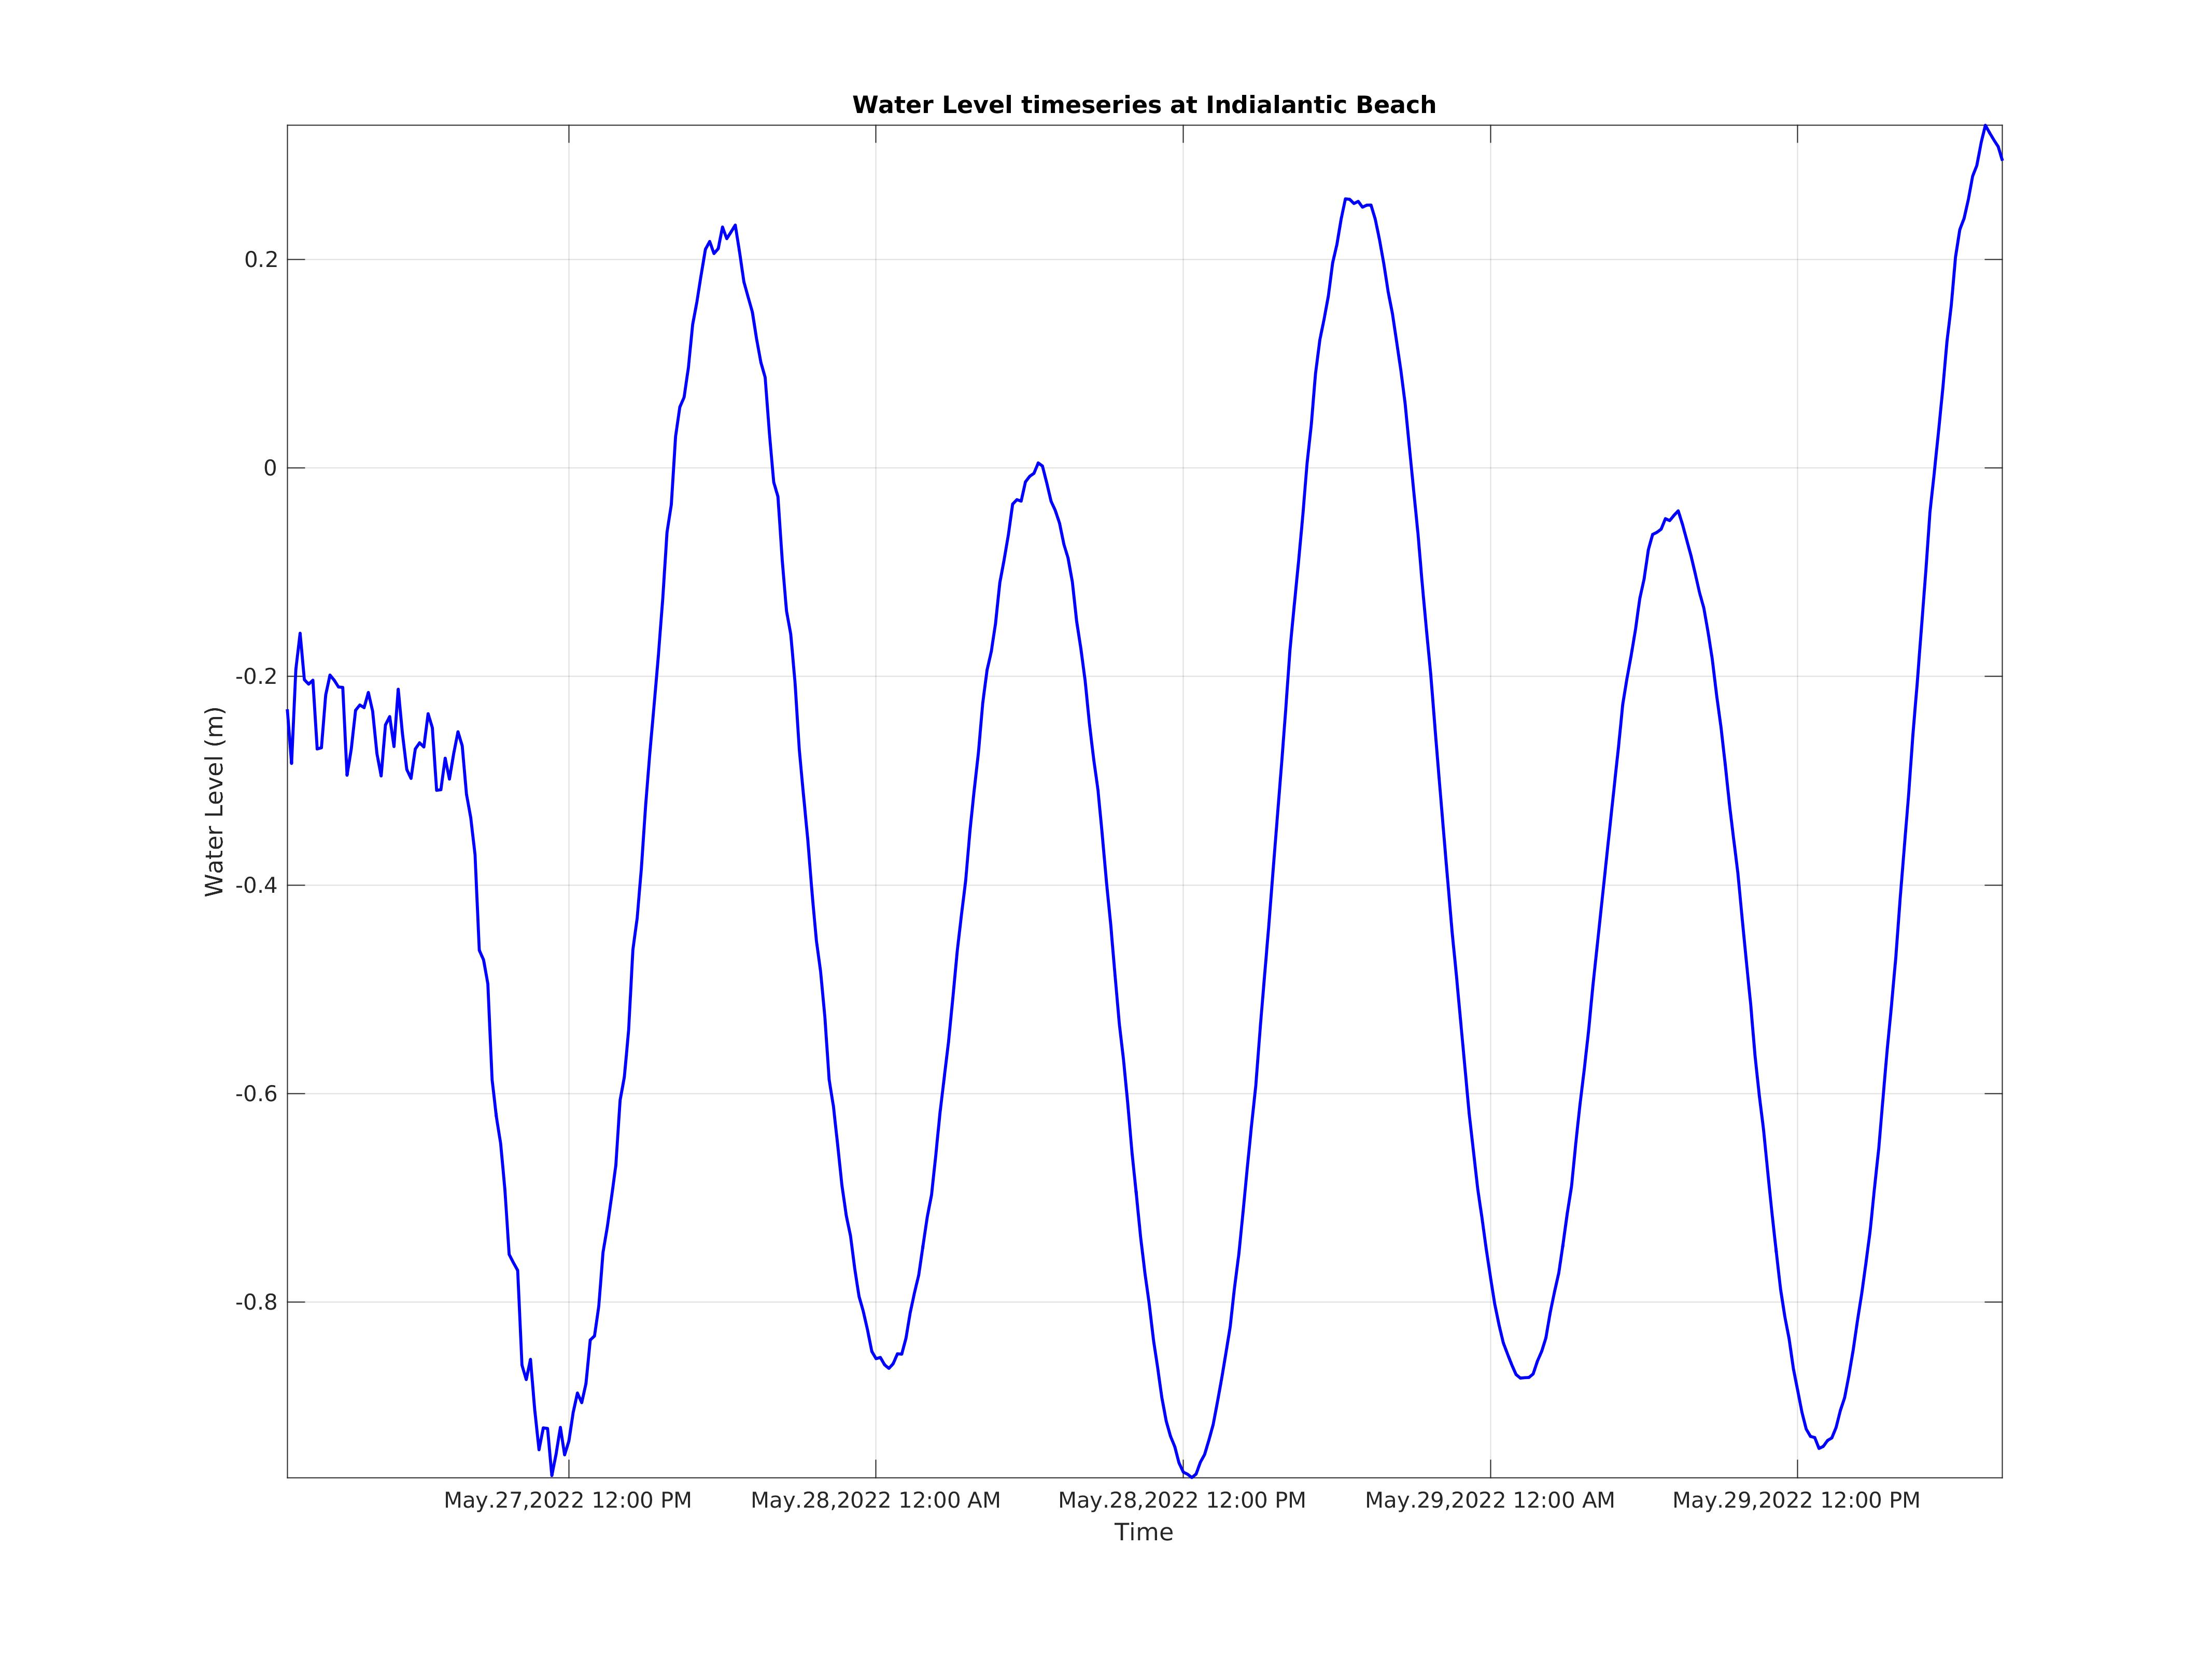 Water Level timeseries at Indialantic Beach
0.2
0
-0.2
-0.4
-0.6
-0.8
Water Level (m)
May.27,2022 12:00 PM May.28,2022 12:00 AM May.28,2022 12:00 PM May.29,2022 12:00 AM May.29,2022 12:00 PM
Time